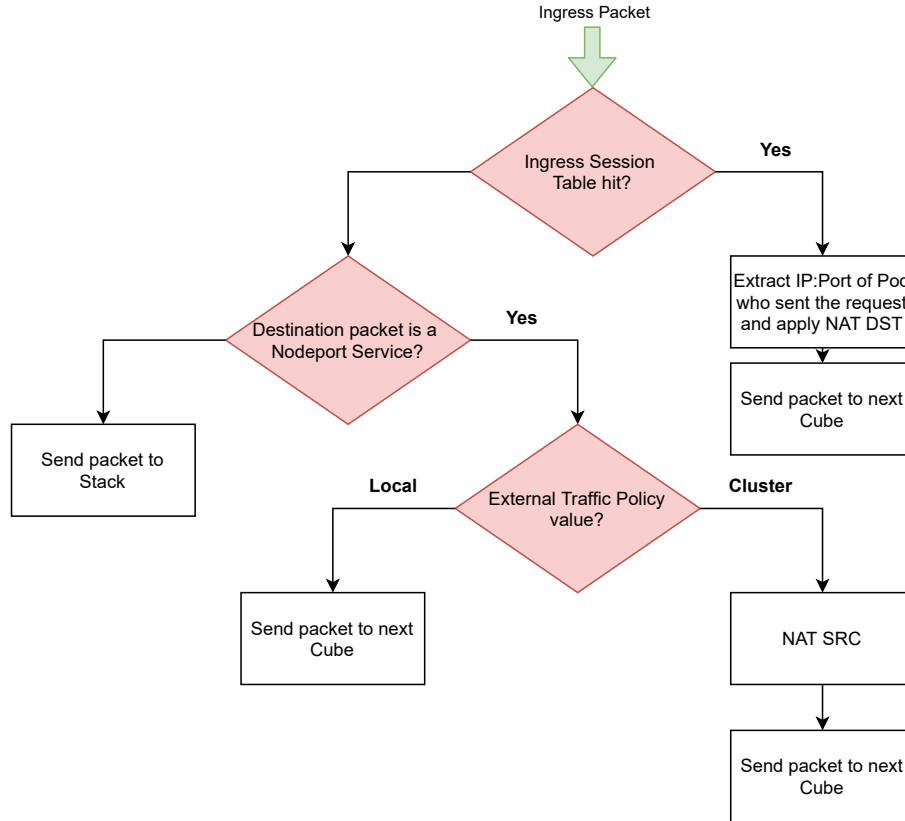 Ingress Packet
Ingress Session
Table hit?
Yes
Extract IP:Port of Pod
who sent the request
and apply NAT DST
Send packet to next
Cube
Destination packet is a
Nodeport Service?
Yes
Send packet to
Stack
External Traffic Policy
value?
Local
Cluster
Send packet to next
Cube
NAT SRC
Send packet to next
Cube